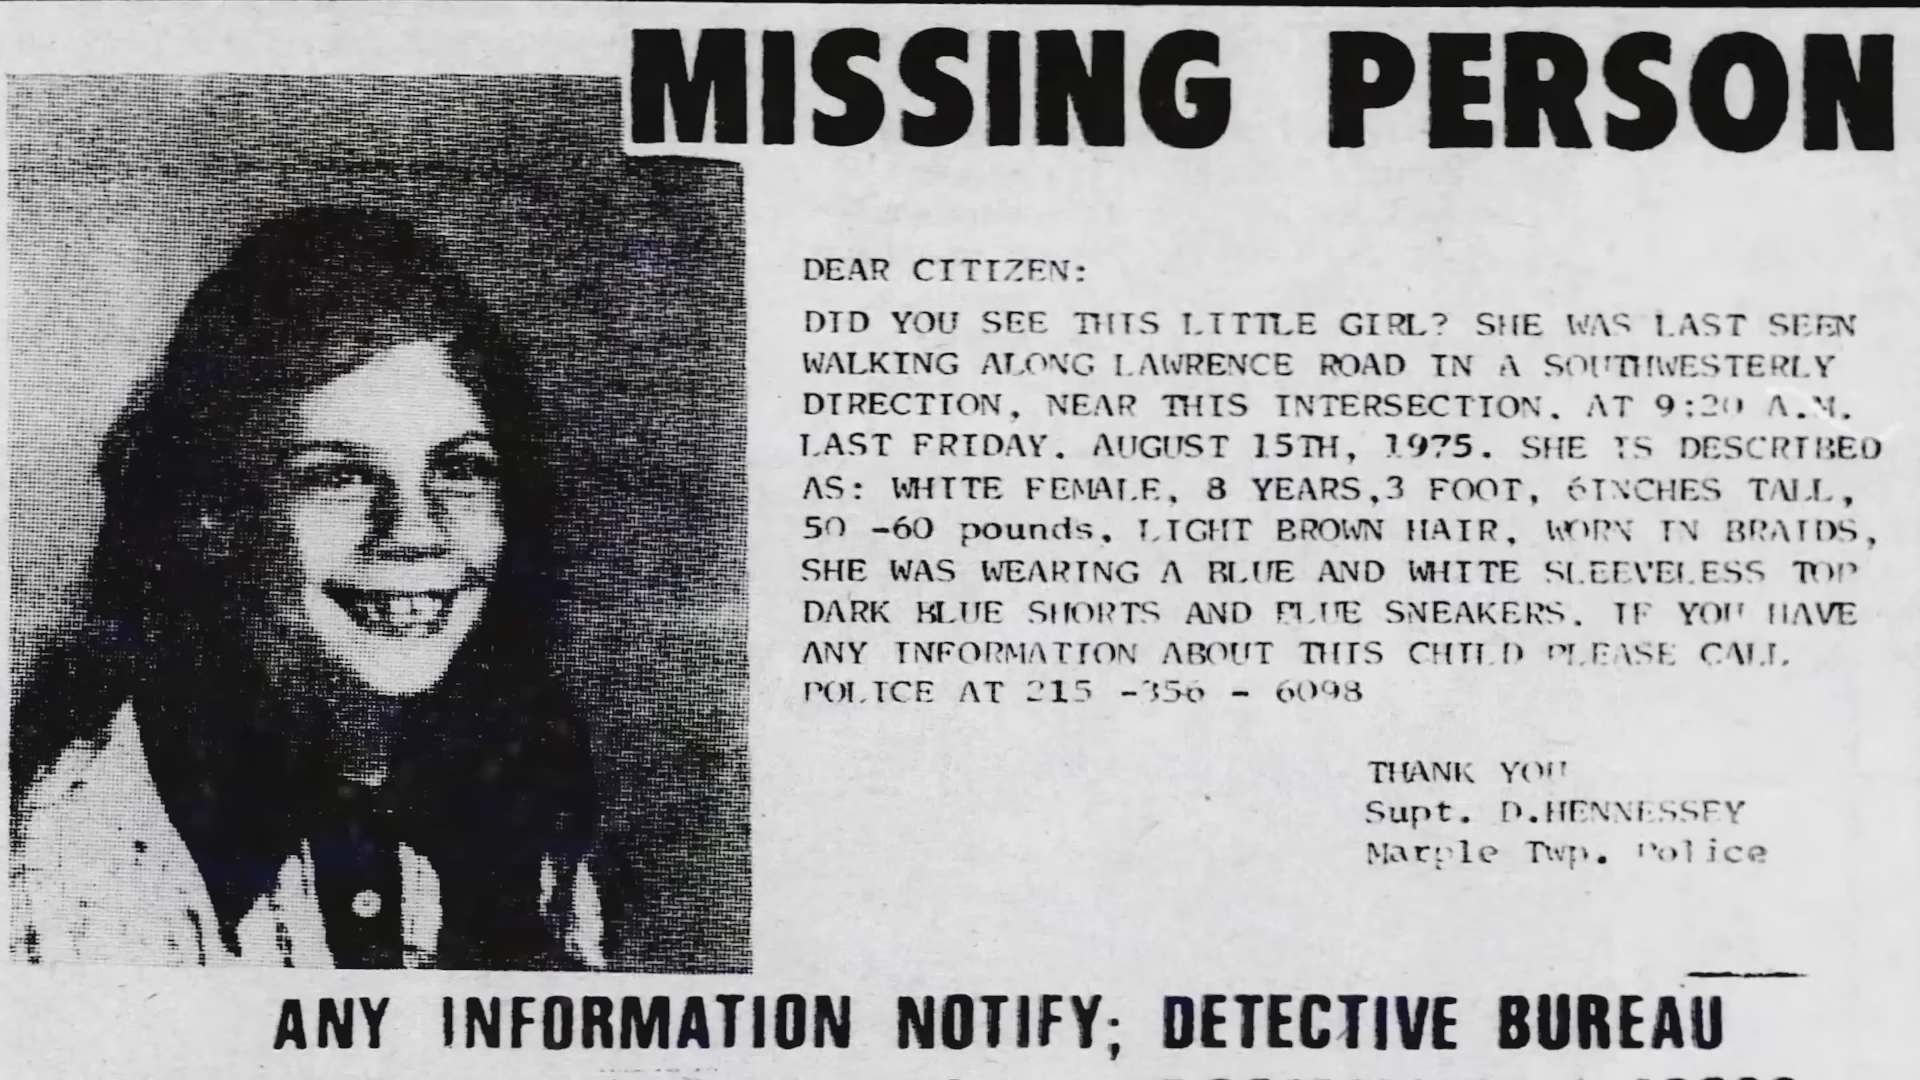 MISSING PERSON
DEAR CITIZEN:
DID YOU SEE THIS LITTLE GIRL? SHE WAS LAST SEEN
WALKING ALONG LAWRENCE ROAD IN A SOUTHWESTERLY
DIRECTION, NEAR THIS INTERSECTION. AT 9:20 A.M.
LAST FRIDAY. AUGUST 15TH, 1975. SHE IS DESCRIBED
AS: WHITE FEMALE, 8 YEARS,3 FOOT, 6INCHES TALL,
50 -60 pounds. LIGHT BROWN HAIR, WORN IN BRAIDS,
SHE WAS WEARING A BLUE AND WHITE SLEEVELESS TOP
DARK BLUE SHORTS AND BLUE SNEAKERS. IF YOU HAVE
ANY INFORMATION ABOUT THIS CHILD PLEASE CALL
POLICE AT 215 -356 - 6098
THANK YOU
Supt. D.HENNESSEY
Marple Twp. Police
ANY INFORMATION NOTIFY; DETECTIVE BUREAU